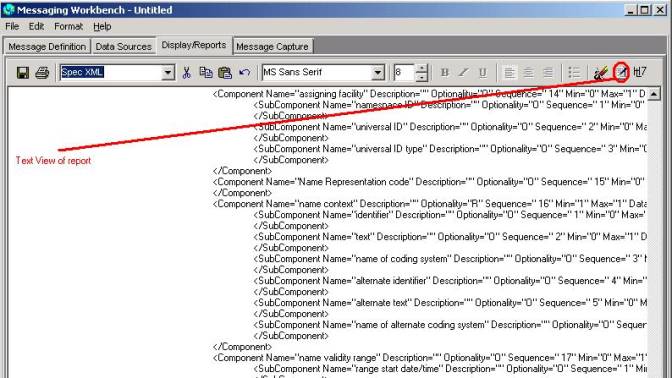 Messaging Workbench - Untitled
File Edit Format Help
Message Definition Data Sources Display/Reports Message Capture
Spec XML MS Sans Serif 8 B I U HL7
<Component Name="assigning facility" Description="" Optionality="O" Sequence=" 14" Min="0" Max="1" D
<SubComponent Name="namespace ID" Description="" Optionality="O" Sequence=" 1" Min="0"
</SubComponent>
<SubComponent Name="universal ID" Description="" Optionality="O" Sequence=" 2" Min="0" Ma
</SubComponent>
<SubComponent Name="universal ID type" Description="" Optionality="O" Sequence=" 3" Min="0
</SubComponent>
Text View of report
</Component>
<Component Name="Name Representation code" Description="" Optionality="O" Sequence=" 15" Min="0"
</Component>
<Component Name="name context" Description="" Optionality="R" Sequence=" 16" Min="1" Max="1" Data
<SubComponent Name="identifier" Description="" Optionality="O" Sequence=" 1" Min="0" Max="
</SubComponent>
<SubComponent Name="text" Description="" Optionality="O" Sequence=" 2" Min="0" Max="1" D
</SubComponent>
<SubComponent Name="name of coding system" Description="" Optionality="O" Sequence=" 3"
</SubComponent>
<SubComponent Name="alternate identifier" Description="" Optionality="O" Sequence=" 4" Min=
</SubComponent>
<SubComponent Name="alternate text" Description="" Optionality="O" Sequence=" 5" Min="0" M
</SubComponent>
<SubComponent Name="name of alternate coding system" Description="" Optionality="O" Sequen
</SubComponent>
</Component>
<Component Name="name validity range" Description="" Optionality="O" Sequence=" 17" Min="0" Max="1"
<SubComponent Name="range start date/time" Description="" Optionality="O" Sequence=" 1" Mi
</SubComponent>